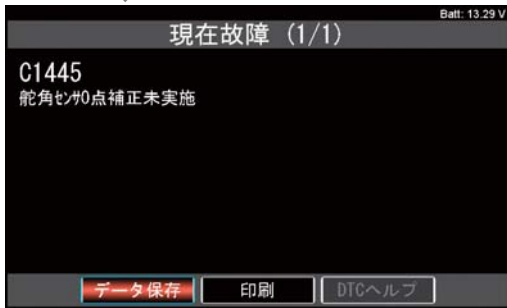 Batt: 13.29 V
現在故障 (1/1)
C1445
舵角ｾﾝｻ0点補正未実施
データ保存
印刷
DTCヘルプ